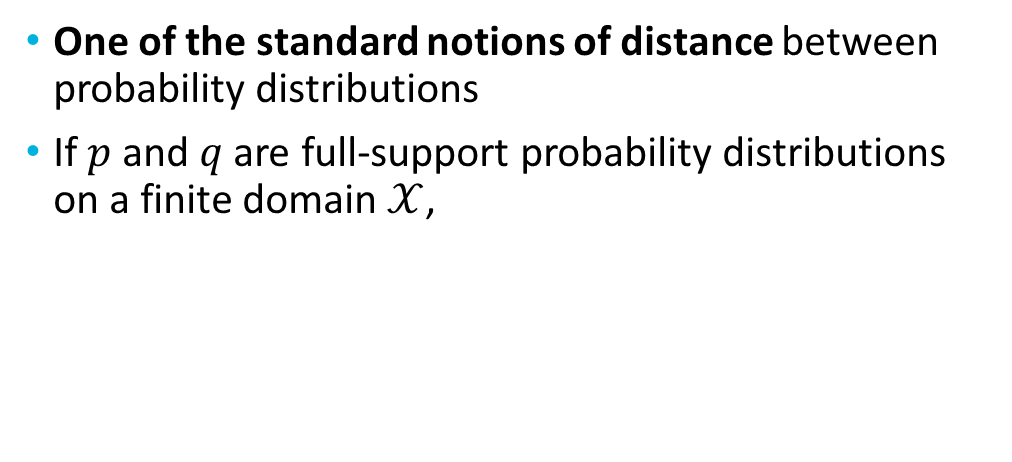 • One of the standard notions of distance between
probability distributions
• If 𝑝 and 𝑞 are full-support probability distributions
on a finite domain 𝒳,